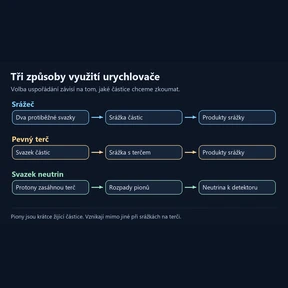 Tři způsoby využití urychlovače
Volba uspořádání závisí na tom, jaké částice chceme zkoumat.
Srážeč
Dva protiběžné svazky
Srážka částic
Produkty srážky
Pevný terč
Svazek částic
Srážka s terčem
Produkty srážky
Svazek neutrin
Protony zasáhnou terč
Rozpady pionů
Neutrina k detektoru
Piony jsou krátce žijící částice. Vznikají mimo jiné při srážkách na terči.